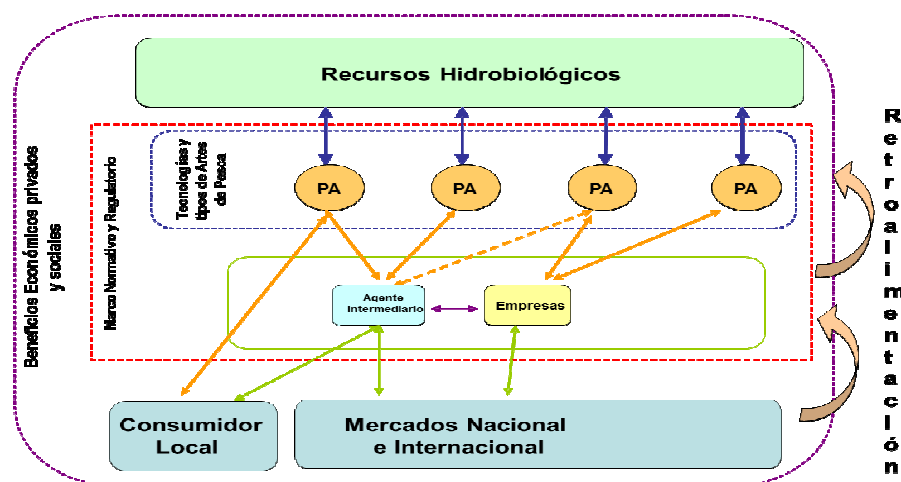 Recursos Hidrobiológicos
Beneficios Económicos privados
y sociales
Marco Normativo y Regulatorio
Tecnologías y
tipos de Artes
de Pesca
PA
PA
PA
PA
Agente
Intermediario
Empresas
Consumidor
Local
Mercados Nacional
e Internacional
Retroalimentación